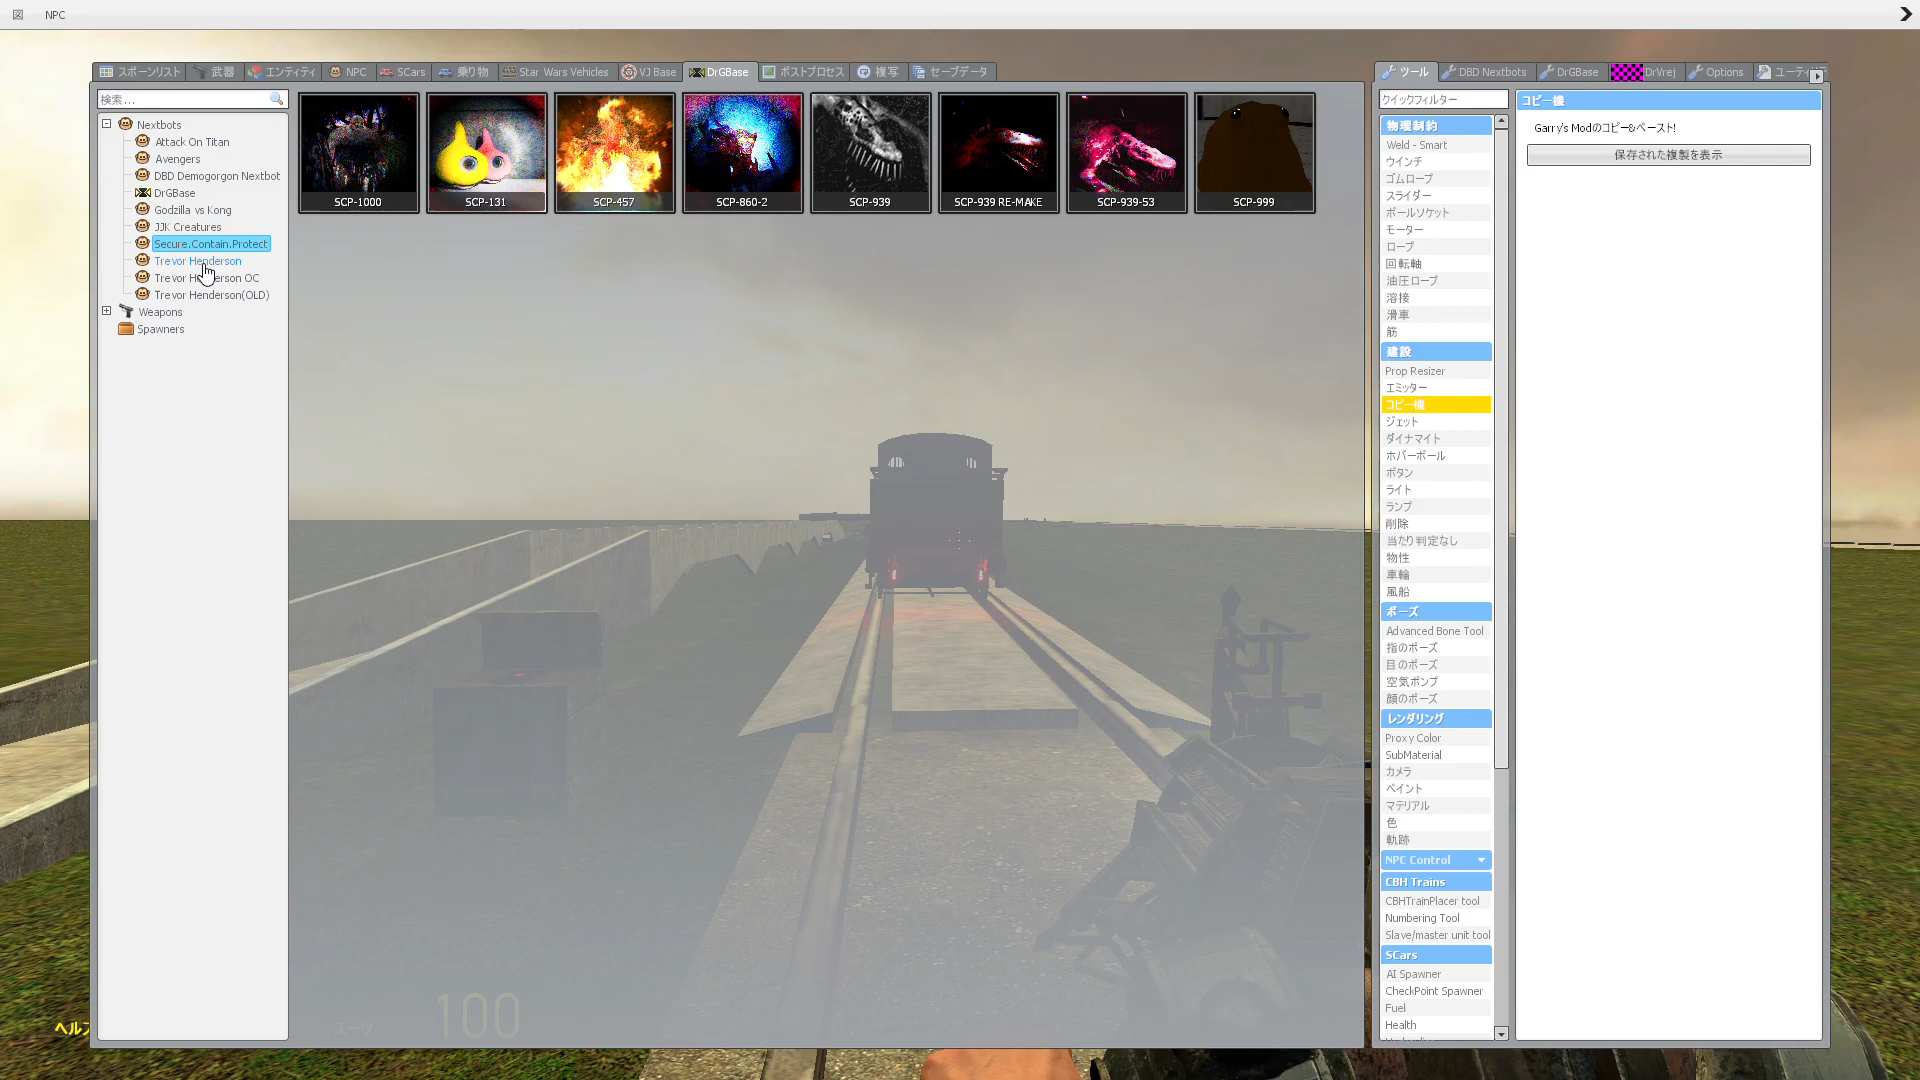 図 NPC
スポーンリスト 武器 エンティティ NPC SCars 乗り物 Star Wars Vehicles VJ Base DrGBase ポストプロセス 複写 セーブデータ
検索...
Nextbots
Attack On Titan
Avengers
DBD Demogorgon Nextbot
DrGBase
Godzilla vs Kong
JJK Creatures
Secure.Contain.Protect
Trevor Henderson
Trevor Henderson OC
Trevor Henderson(OLD)
Weapons
Spawners
SCP-1000
SCP-131
SCP-457
SCP-860-2
SCP-939
SCP-939 RE-MAKE
SCP-939-53
SCP-999
スーツ 100
ツール DBD Nextbots DrGBase DrVrej Options
クイックフィルター
物理制約
Weld - Smart
ウインチ
ゴムロープ
スライダー
ボールソケット
モーター
ロープ
回転軸
油圧ロープ
溶接
滑車
筋
建設
Prop Resizer
エミッター
コピー機
ジェット
ダイナマイト
ホバーボール
ボタン
ライト
ランプ
削除
当たり判定なし
物性
車輪
風船
ポーズ
Advanced Bone Tool
指のポーズ
目のポーズ
空気ポンプ
顔のポーズ
レンダリング
Proxy Color
SubMaterial
カメラ
ペイント
マテリアル
色
軌跡
NPC Control
CBH Trains
CBHTrainPlacer tool
Numbering Tool
Slave/master unit tool
SCars
AI Spawner
CheckPoint Spawner
Fuel
Health
コピー機
Garry's Modのコピー&ペースト!
保存された複製を表示